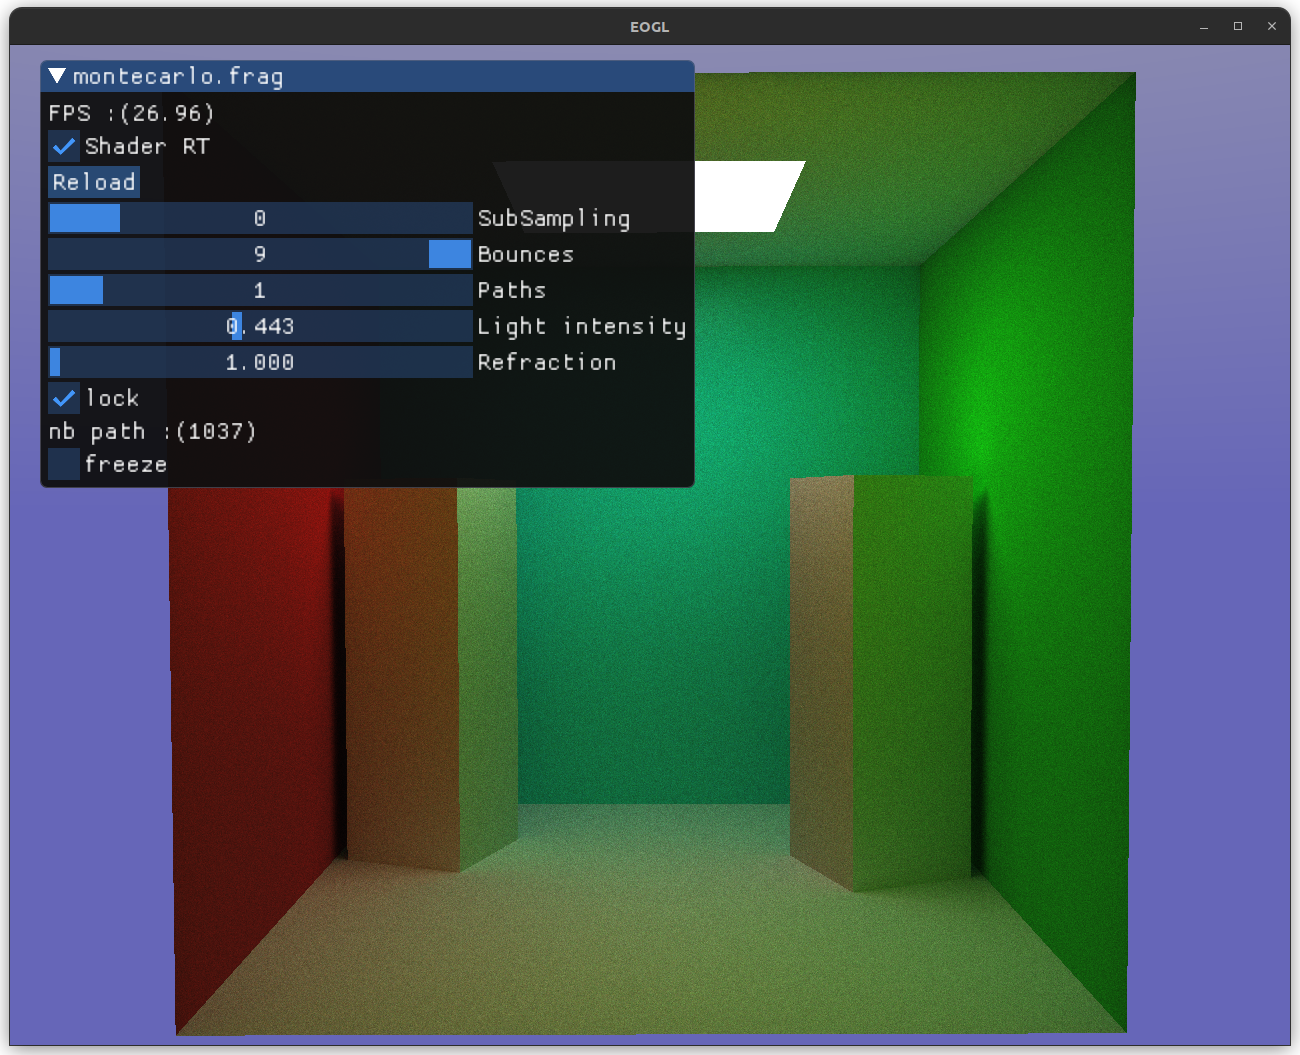 EOGL
montecarlo.frag
FPS :(26.96)
Shader RT
Reload
0 SubSampling
9 Bounces
1 Paths
0.443 Light intensity
1.000 Refraction
lock
nb path :(1037)
freeze